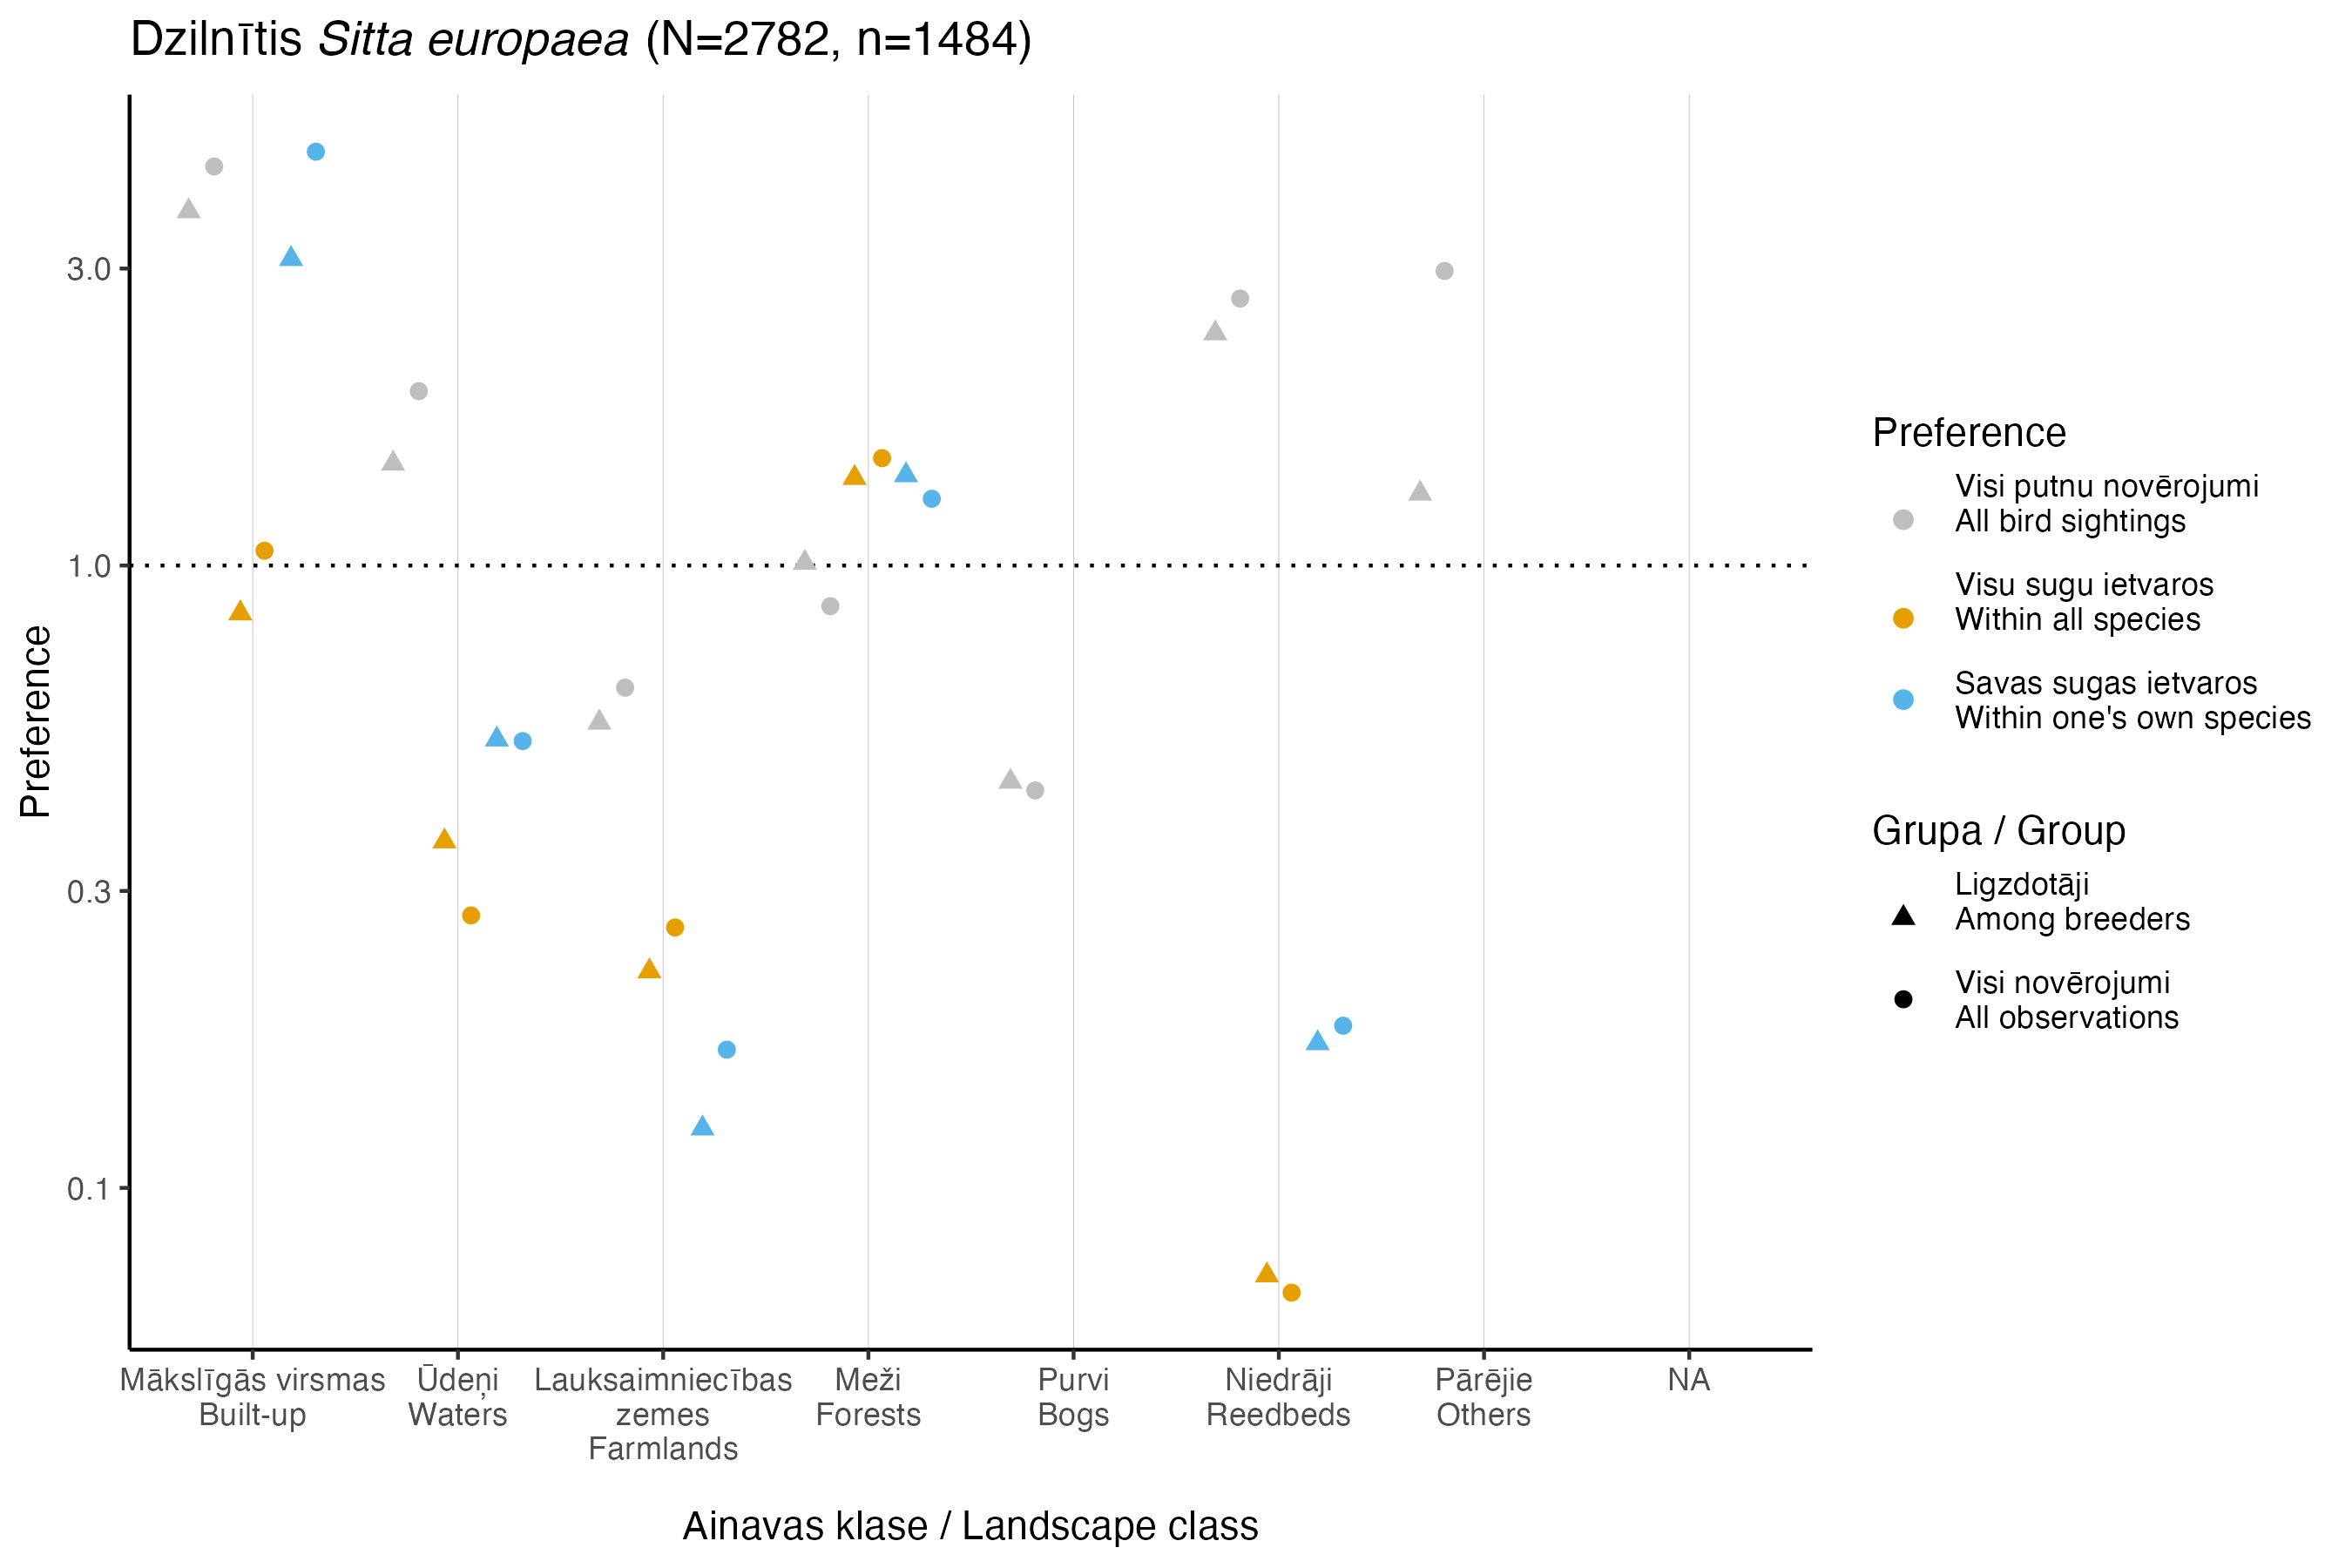 Dzilnītis Sitta europaea (N=2782, n=1484)
Preference
3.0
1.0
0.3
0.1
Mākslīgās virsmas
Built-up
Ūdeņi
Waters
Lauksaimniecības
zemes
Farmlands
Meži
Forests
Purvi
Bogs
Niedrāji
Reedbeds
Pārējie
Others
NA
Ainavas klase / Landscape class
Preference
Visi putnu novērojumi
All bird sightings
Visu sugu ietvaros
Within all species
Savas sugas ietvaros
Within one's own species
Grupa / Group
Ligzdotāji
Among breeders
Visi novērojumi
All observations